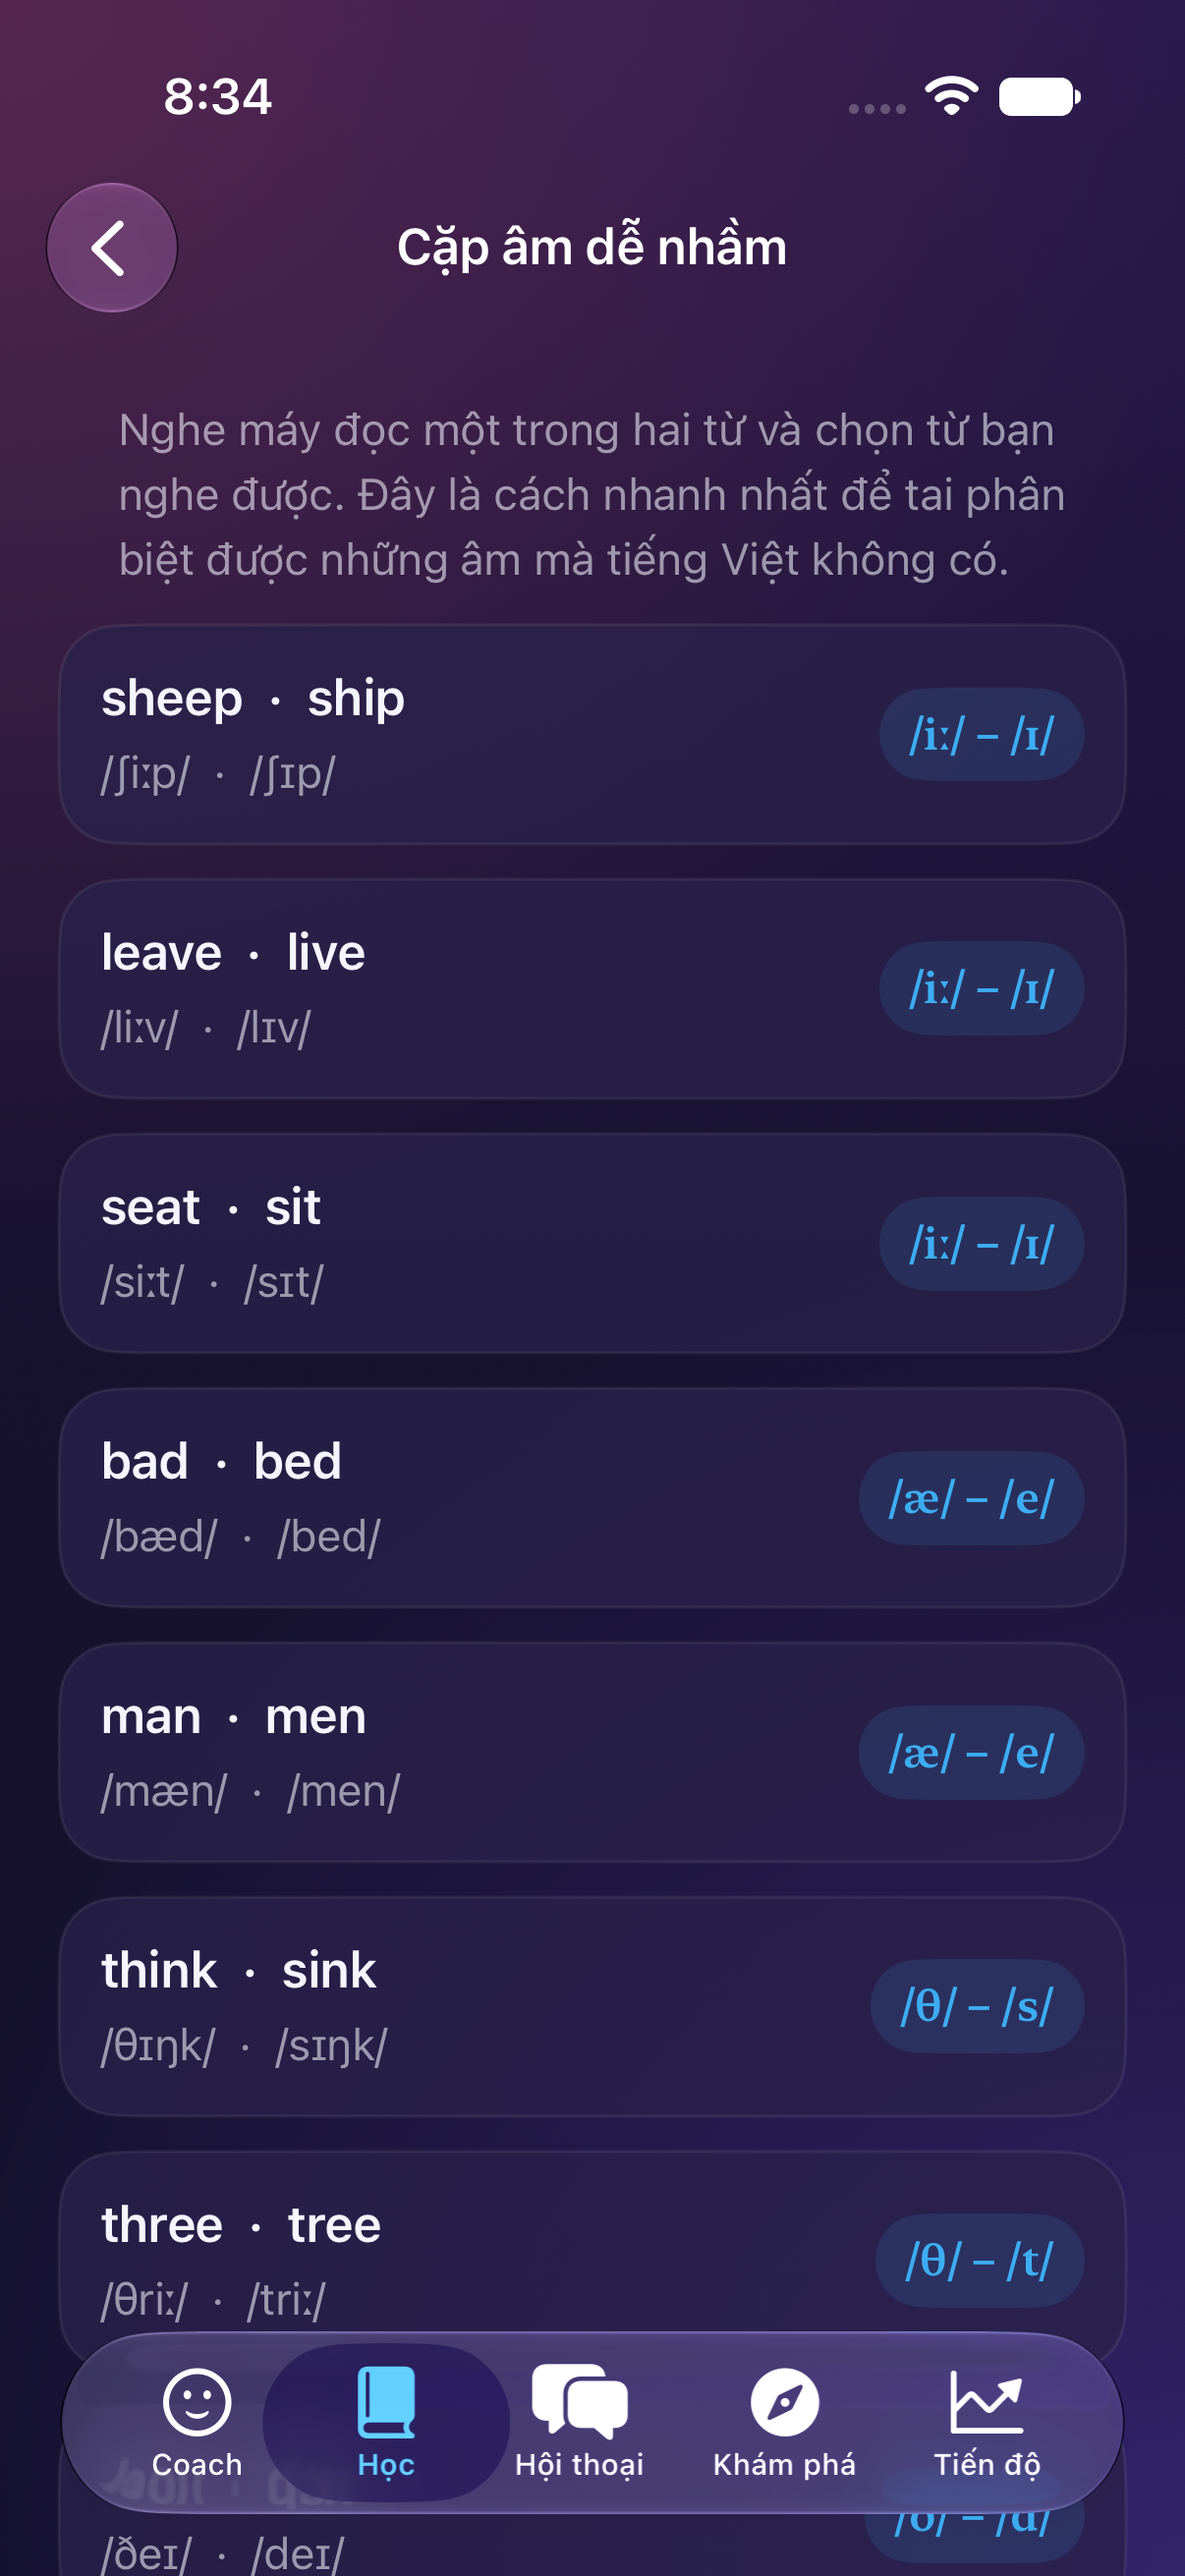 8:34
Cặp âm dễ nhầm
Nghe máy đọc một trong hai từ và chọn từ bạn
nghe được. Đây là cách nhanh nhất để tai phân
biệt được những âm mà tiếng Việt không có.
sheep · ship
/ʃiːp/ · /ʃɪp/
/iː/ – /ɪ/
leave · live
/liːv/ · /lɪv/
/iː/ – /ɪ/
seat · sit
/siːt/ · /sɪt/
/iː/ – /ɪ/
bad · bed
/bæd/ · /bed/
/æ/ – /e/
man · men
/mæn/ · /men/
/æ/ – /e/
think · sink
/θɪŋk/ · /sɪŋk/
/θ/ – /s/
three · tree
/θriː/ · /triː/
/θ/ – /t/
Coach
Học
Hội thoại
Khám phá
Tiến độ
/ðeɪ/ · /deɪ/